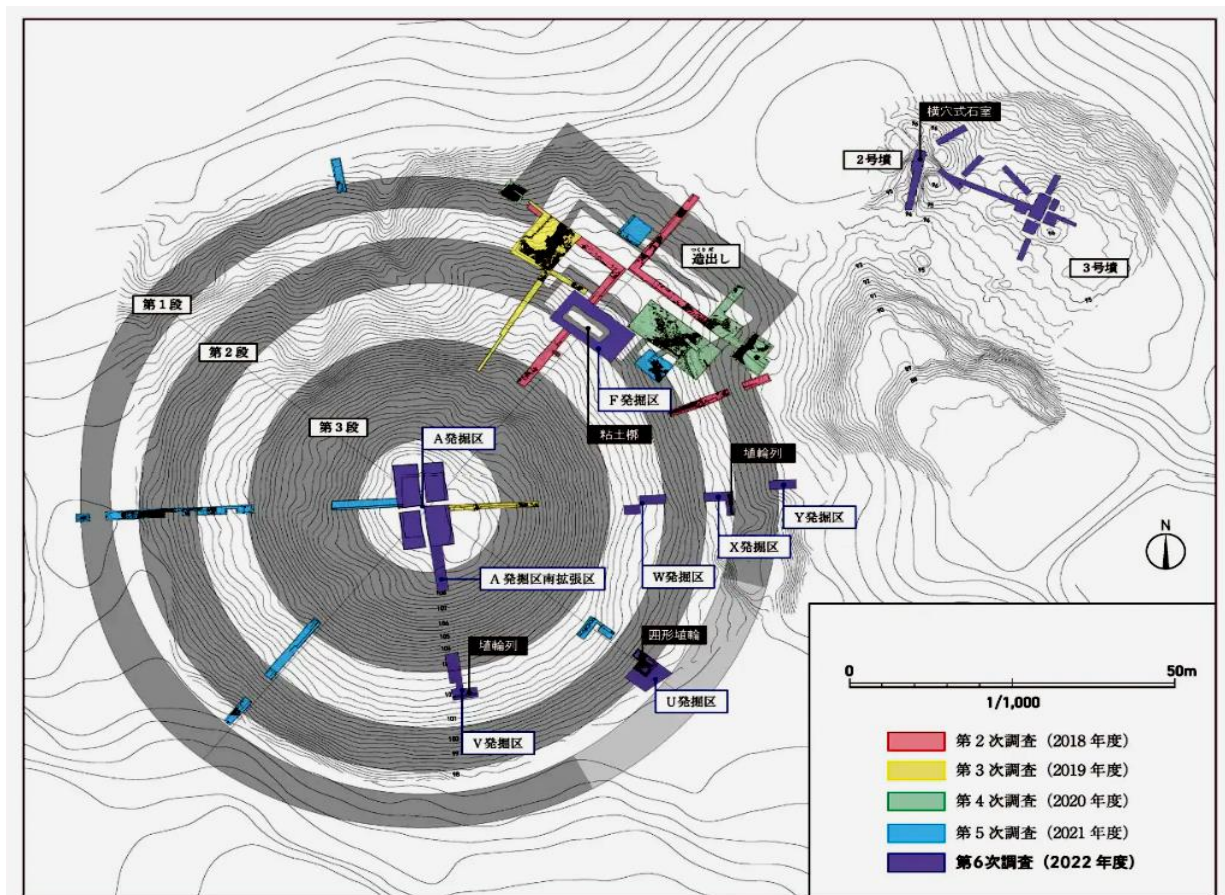 横穴式石室
2号墳
つくりだ
造出し
3号墳
第1段
第2段
F発掘区
第3段
粘土槨
A発掘区
埴輪列
Y発掘区
X発掘区
N
A発掘区南拡張区
W発掘区
埴輪列
囲形埴輪
U発掘区
V発掘区
0 50m
1/1,000
第2次調査（2018年度）
第3次調査（2019年度）
第4次調査（2020年度）
第5次調査（2021年度）
第6次調査（2022年度）